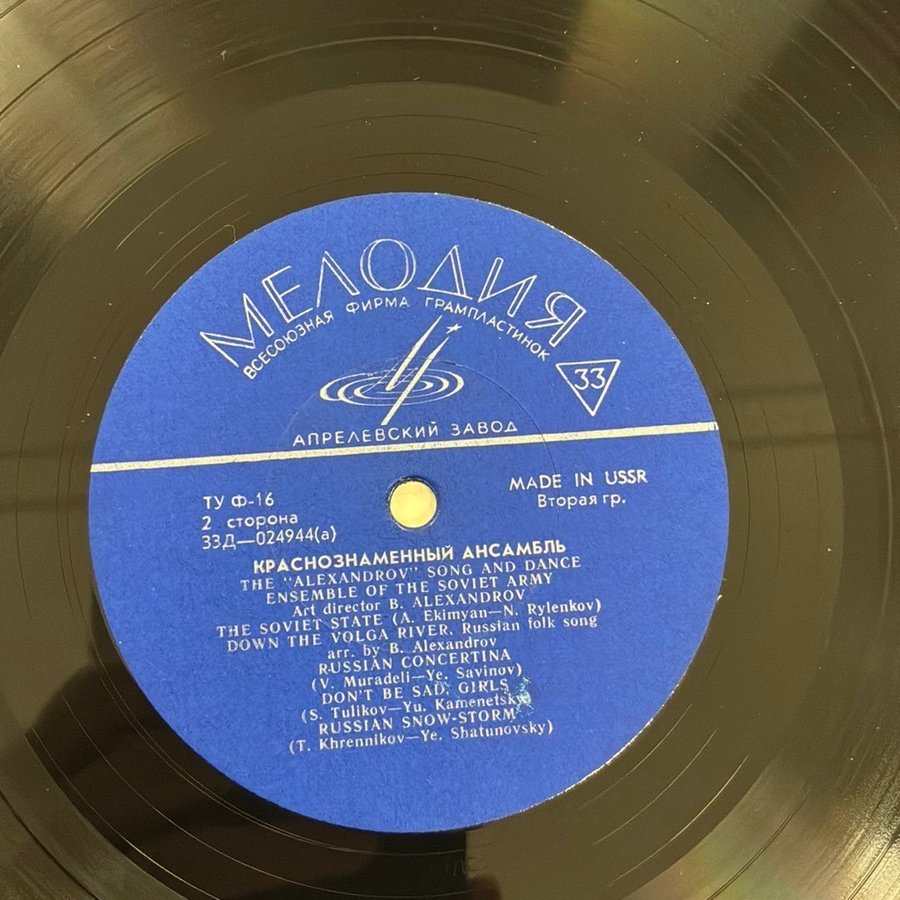 МЕЛОДИЯ
ВСЕСОЮЗНАЯ ФИРМА ГРАМПЛАСТИНОК
33
АПРЕЛЕВСКИЙ ЗАВОД
ТУ Ф-16
2 сторона
33Д—024944(а)
MADE IN USSR
Вторая гр.
КРАСНОЗНАМЕННЫЙ АНСАМБЛЬ
THE "ALEXANDROV" SONG AND DANCE
ENSEMBLE OF THE SOVIET ARMY
Art director B. ALEXANDROV
THE SOVIET STATE (A. Ekimyan—N. Rylenkov)
DOWN THE VOLGA RIVER, Russian folk song
arr. by B. Alexandrov
RUSSIAN CONCERTINA
(V. Muradeli—Ye. Savinov)
DON'T BE SAD, GIRLS
(S. Tulikov—Yu. Kamenetsky)
RUSSIAN SNOW-STORM
(T. Khrennikov—Ye. Shatunovsky)